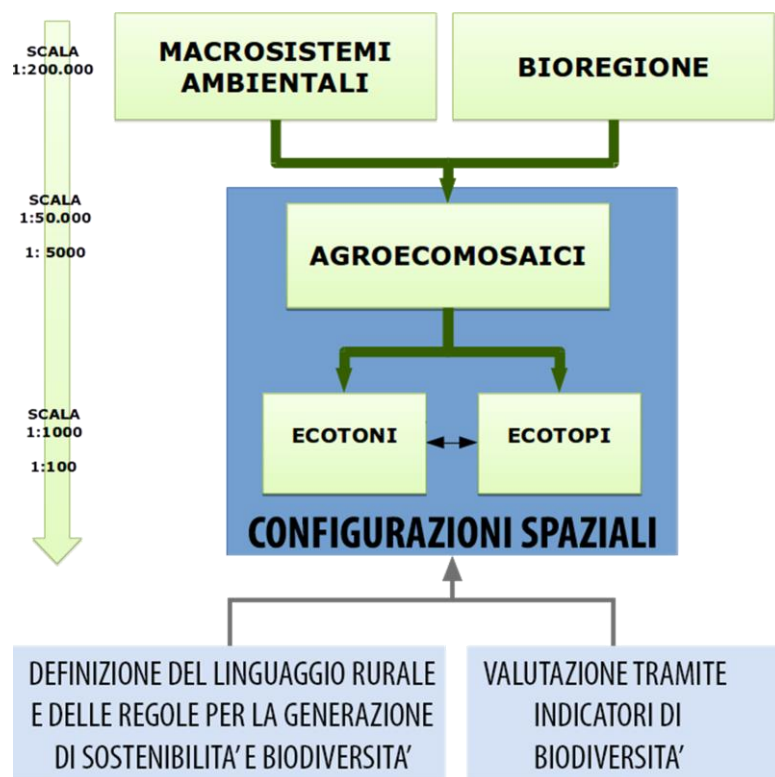 SCALA
1:200.000
MACROSISTEMI
AMBIENTALI
BIOREGIONE
SCALA
1:50.000
1: 5000
AGROECOMOSAICI
SCALA
1:1000
1:100
ECOTONI
ECOTOPI
CONFIGURAZIONI SPAZIALI
DEFINIZIONE DEL LINGUAGGIO RURALE
E DELLE REGOLE PER LA GENERAZIONE
DI SOSTENIBILITA' E BIODIVERSITA'
VALUTAZIONE TRAMITE
INDICATORI DI
BIODIVERSITA'